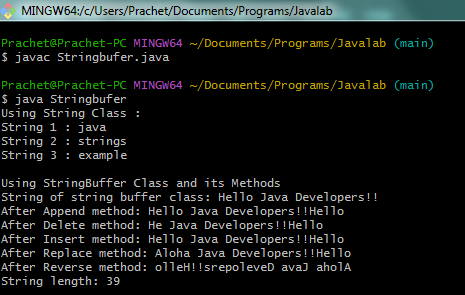 MINGW64:/c/Users/Prachet/Documents/Programs/Javalab
Prachet@Prachet-PC MINGW64 ~/Documents/Programs/Javalab (main)
$ javac Stringbufer.java
Prachet@Prachet-PC MINGW64 ~/Documents/Programs/Javalab (main)
$ java Stringbufer
Using String Class :
String 1 : java
String 2 : strings
String 3 : example
Using StringBuffer Class and its Methods
String of string buffer class: Hello Java Developers!!
After Append method: Hello Java Developers!!Hello
After Delete method: He Java Developers!!Hello
After Insert method: Hello Java Developers!!Hello
After Replace method: Aloha Java Developers!!Hello
After Reverse method: olleH!!srepoleveD avaJ aholA
String length: 39